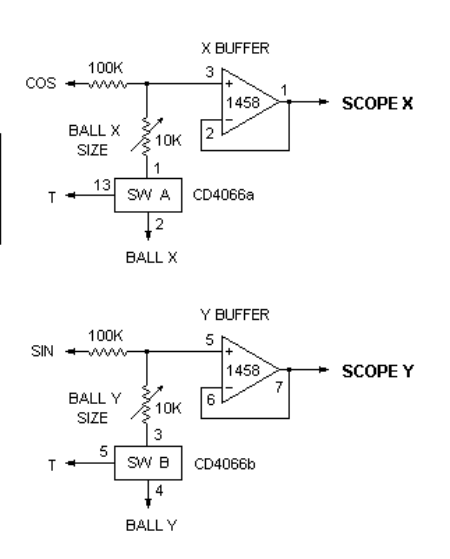 X BUFFER
100K
COS
3
+
1
1458
SCOPE X
−
2
BALL X
SIZE
10K
1
T
13
SW A
CD4066a
2
BALL X
Y BUFFER
100K
SIN
5
+
1458
SCOPE Y
−
6
7
BALL Y
SIZE
10K
3
T
5
SW B
CD4066b
4
BALL Y